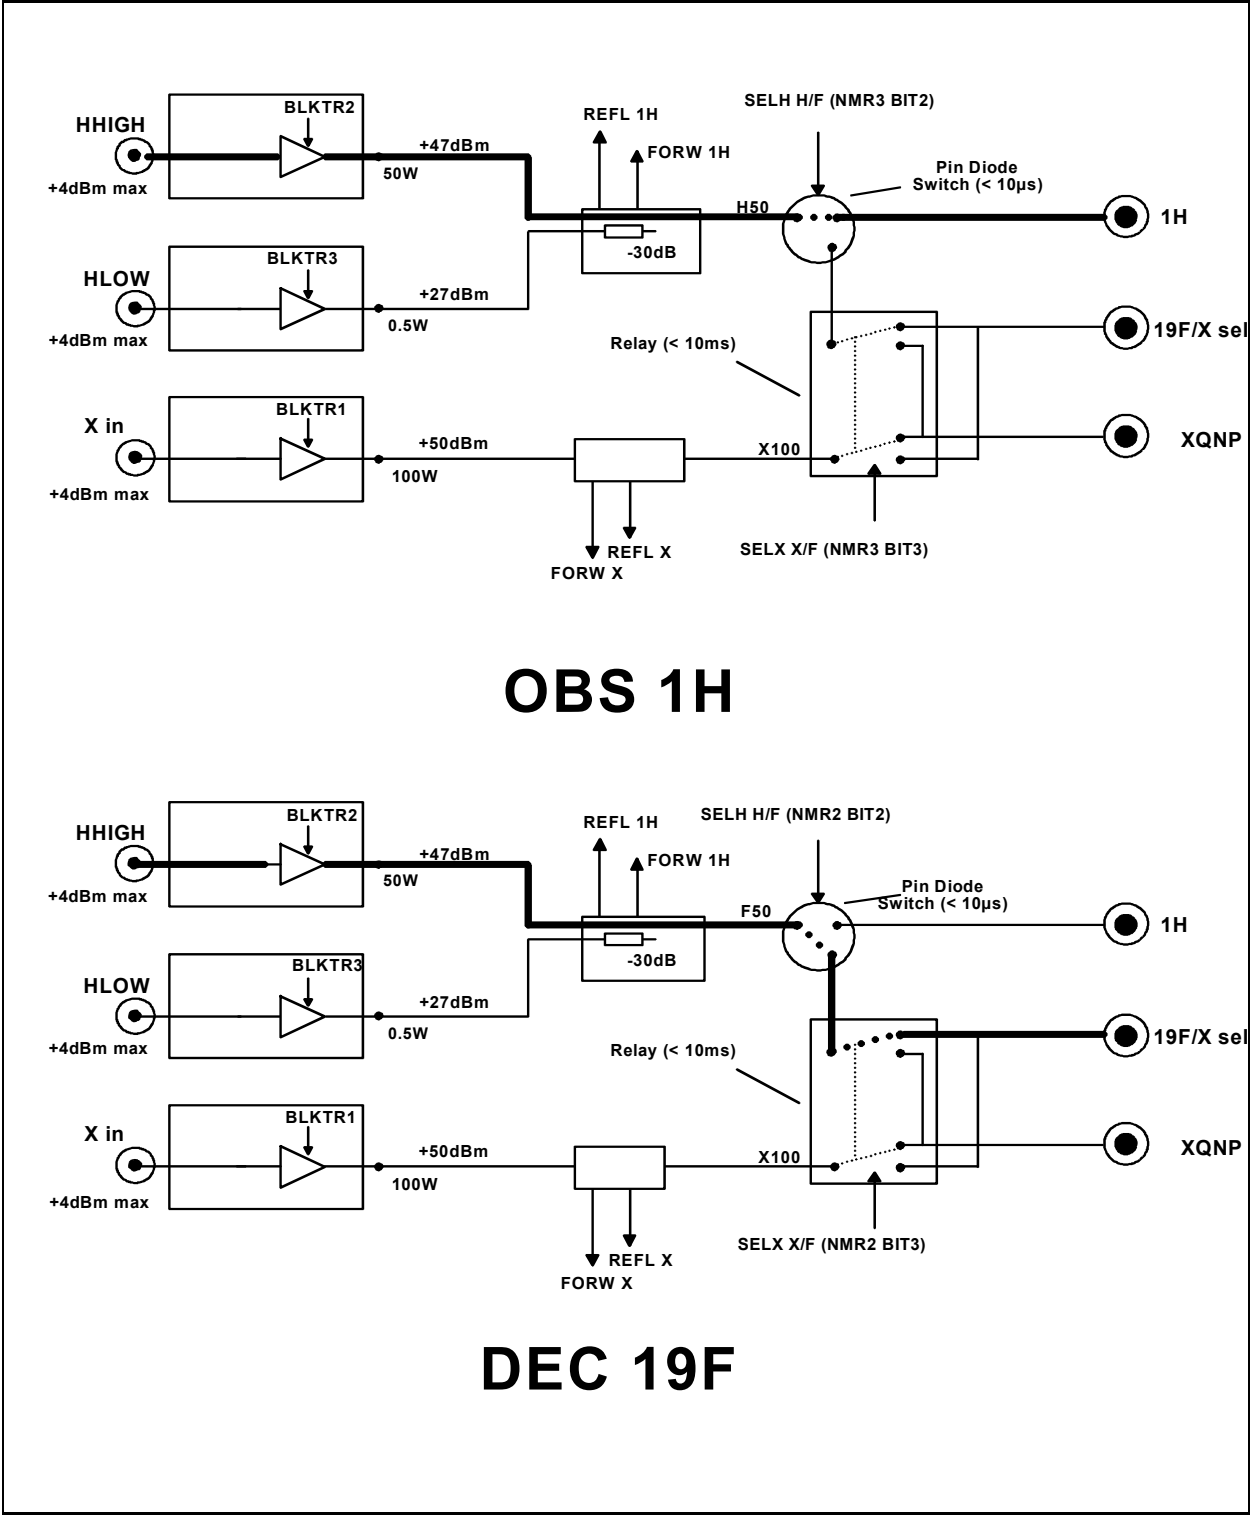 SELH H/F (NMR3 BIT2)
BLKTR2
REFL 1H
HHIGH
+47dBm
FORW 1H
Pin Diode
Switch (< 10µs)
+4dBm max
50W
H50
1H
BLKTR3
-30dB
HLOW
+27dBm
+4dBm max
0.5W
19F/X sel
Relay (< 10ms)
BLKTR1
X in
+50dBm
X100
XQNP
+4dBm max
100W
REFL X
SELX X/F (NMR3 BIT3)
FORW X
OBS 1H
SELH H/F (NMR2 BIT2)
BLKTR2
REFL 1H
HHIGH
+47dBm
FORW 1H
Pin Diode
Switch (< 10µs)
+4dBm max
50W
F50
1H
BLKTR3
-30dB
HLOW
+27dBm
+4dBm max
0.5W
19F/X sel
Relay (< 10ms)
BLKTR1
X in
+50dBm
X100
XQNP
+4dBm max
100W
REFL X
SELX X/F (NMR2 BIT3)
FORW X
DEC 19F